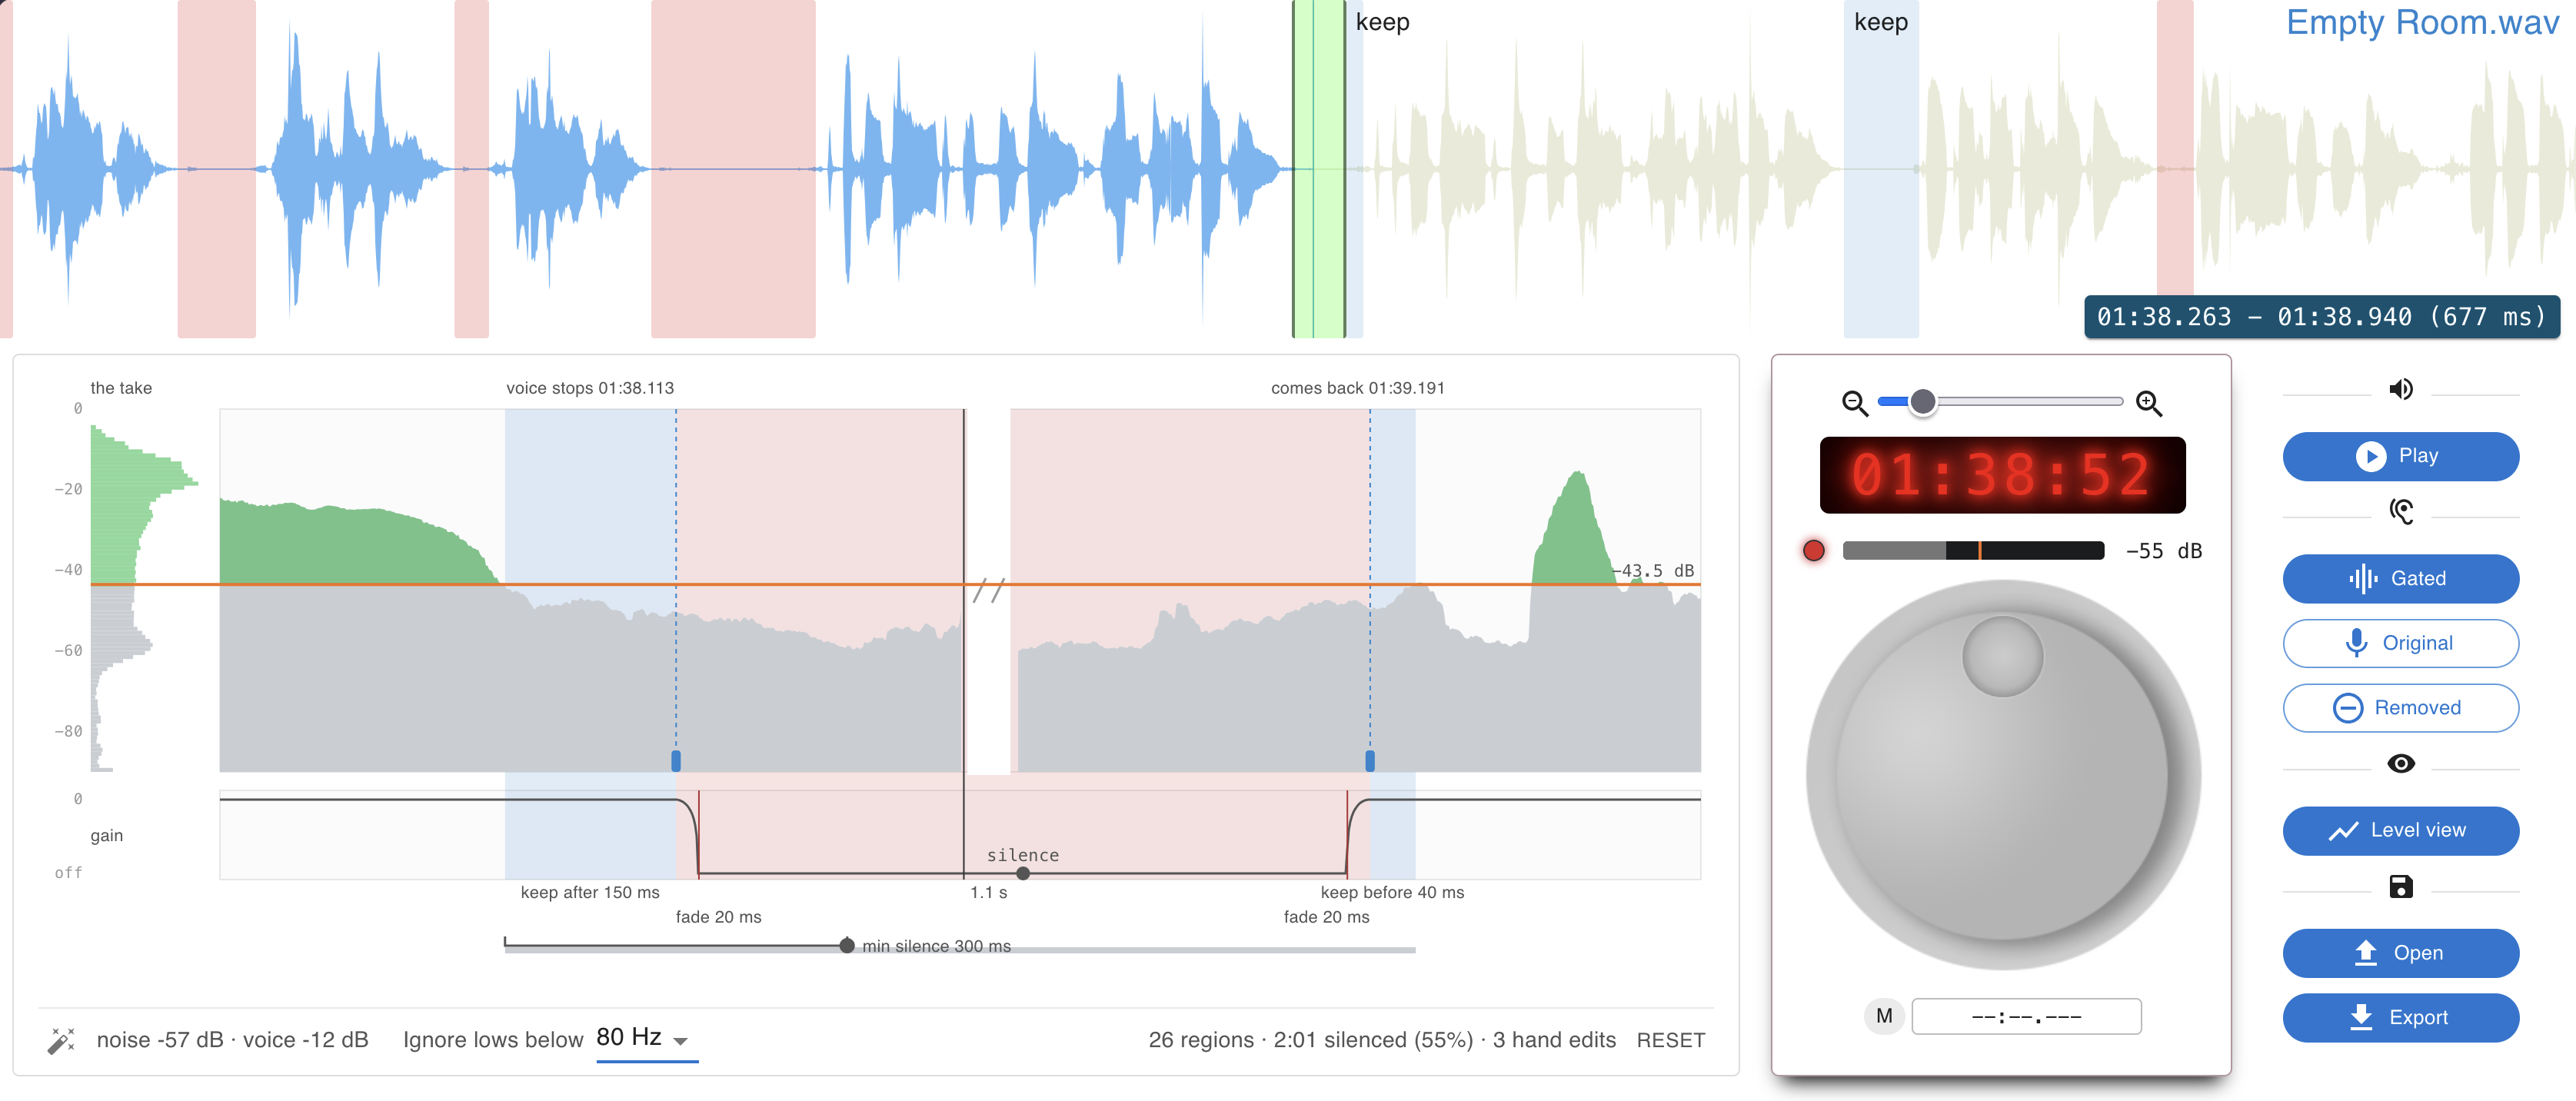 keep
keep
Empty Room.wav
01:38.263 – 01:38.940 (677 ms)
the take
voice stops 01:38.113
comes back 01:39.191
0
−20
−40
−60
−80
−43.5 dB
0
gain
off
silence
keep after 150 ms
1.1 s
keep before 40 ms
fade 20 ms
fade 20 ms
min silence 300 ms
noise -57 dB · voice -12 dB
Ignore lows below 80 Hz
26 regions · 2:01 silenced (55%) · 3 hand edits
RESET
01:38:52
−55 dB
M
--:--.---
Play
Gated
Original
Removed
Level view
Open
Export